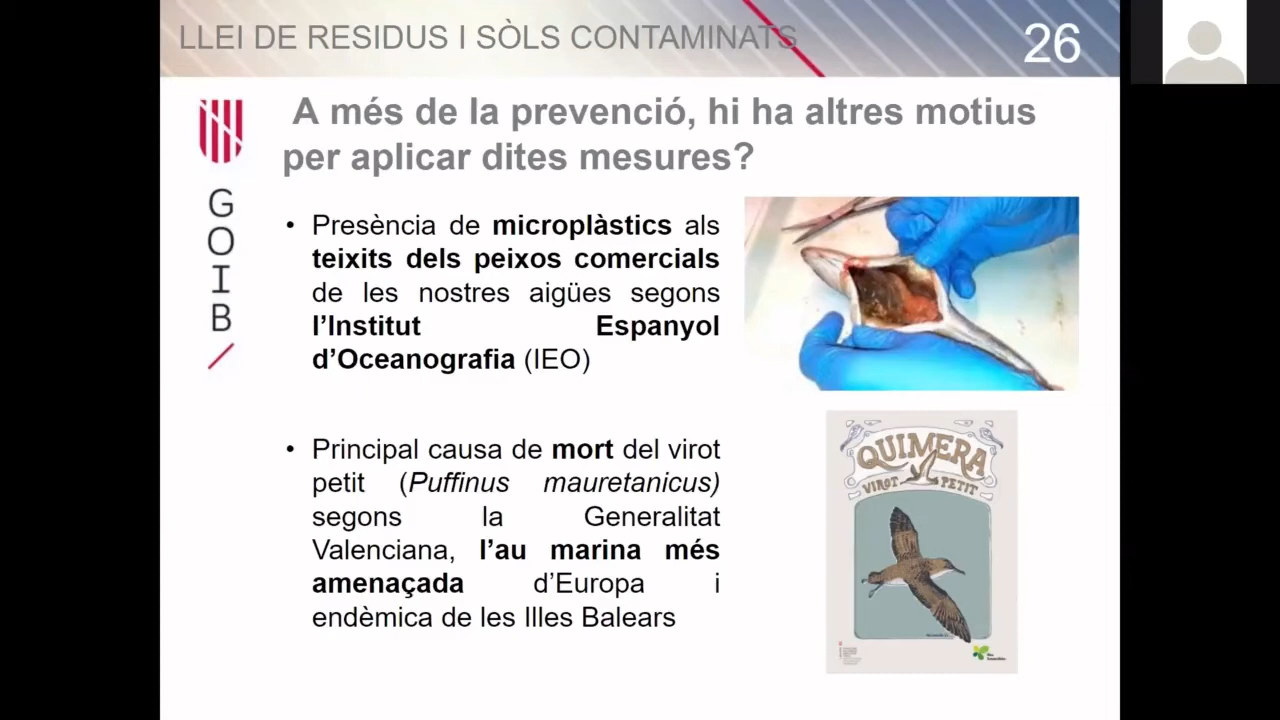 LLEI DE RESIDUS I SÒLS CONTAMINATS
26
A més de la prevenció, hi ha altres motius
per aplicar dites mesures?
G
O
I
B
• Presència de microplàstics als
teixits dels peixos comercials
de les nostres aigües segons
l’Institut Espanyol
d’Oceanografia (IEO)
• Principal causa de mort del virot
petit (Puffinus mauretanicus)
segons la Generalitat
Valenciana, l’au marina més
amenaçada d’Europa i
endèmica de les Illes Balears
QUIMERA
VIROT PETIT